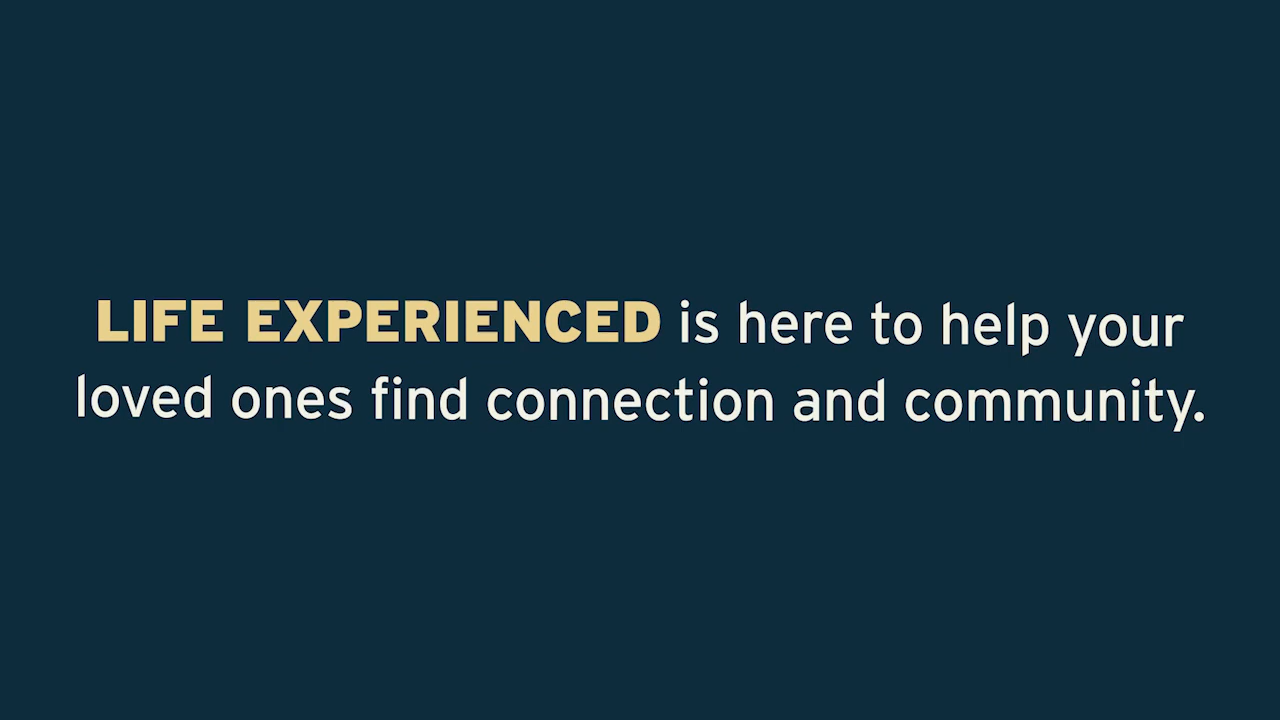 LIFE EXPERIENCED is here to help your
loved ones find connection and community.